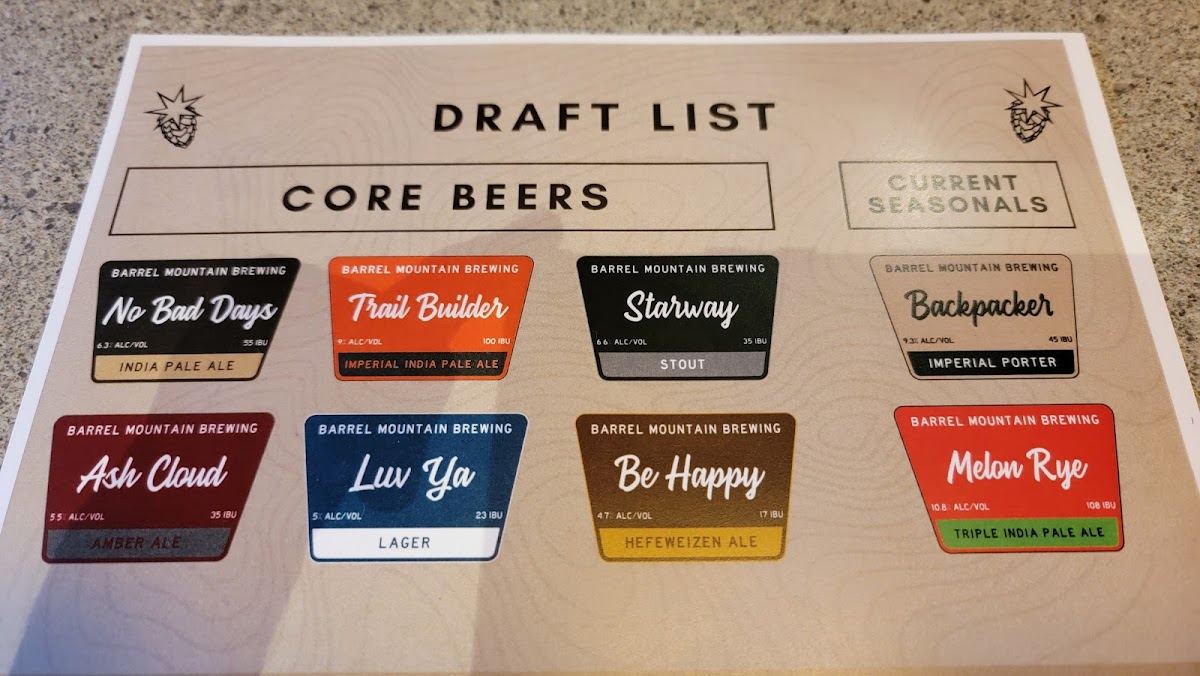 DRAFT LIST
CORE BEERS
CURRENT
SEASONALS
BARREL MOUNTAIN BREWING
No Bad Days
6.3% ALC/VOL 55 IBU
INDIA PALE ALE
BARREL MOUNTAIN BREWING
Trail Builder
9% ALC/VOL 100 IBU
IMPERIAL INDIA PALE ALE
BARREL MOUNTAIN BREWING
Starway
6.6% ALC/VOL 35 IBU
STOUT
BARREL MOUNTAIN BREWING
Backpacker
9.3% ALC/VOL 45 IBU
IMPERIAL PORTER
BARREL MOUNTAIN BREWING
Ash Cloud
5.5% ALC/VOL 35 IBU
AMBER ALE
BARREL MOUNTAIN BREWING
Luv Ya
5% ALC/VOL 23 IBU
LAGER
BARREL MOUNTAIN BREWING
Be Happy
4.7% ALC/VOL 17 IBU
HEFEWEIZEN ALE
BARREL MOUNTAIN BREWING
Melon Rye
10.8% ALC/VOL 108 IBU
TRIPLE INDIA PALE ALE